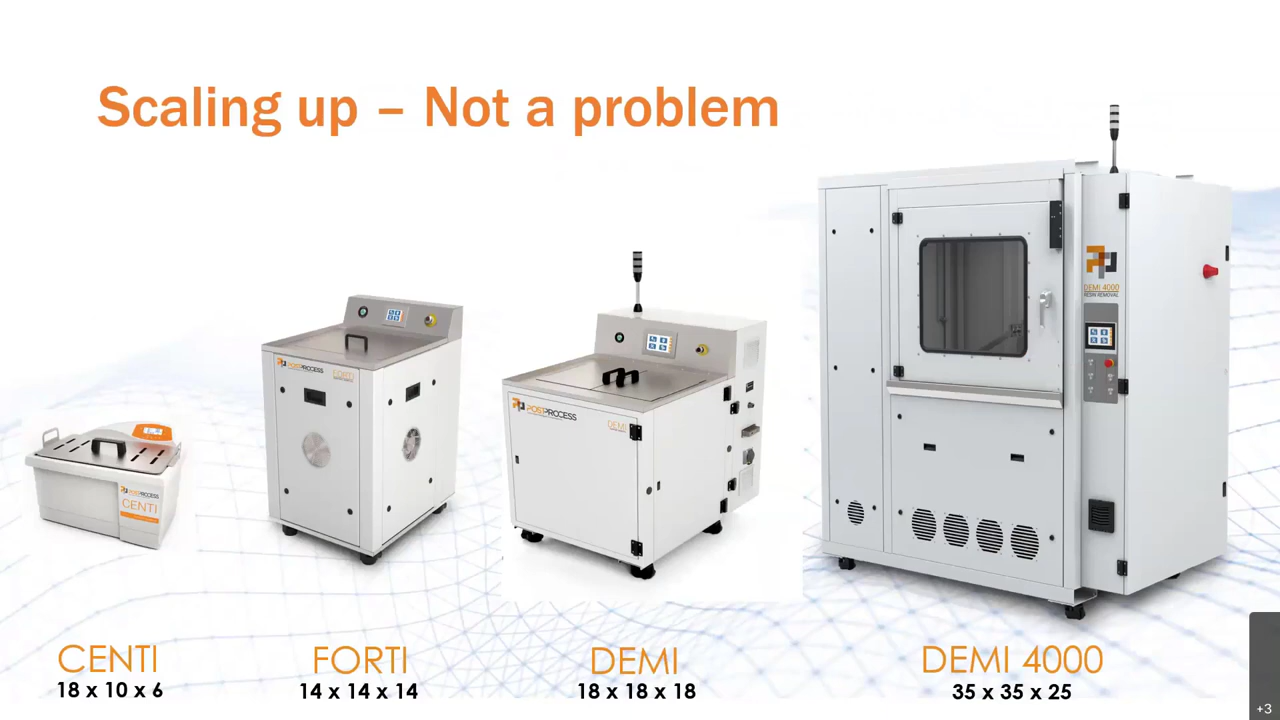 Scaling up – Not a problem
DEMI 4000
RESIN REMOVAL
POSTPROCESS
FORTI
POSTPROCESS
DEMI
POSTPROCESS
CENTI
CENTI
18 x 10 x 6
FORTI
14 x 14 x 14
DEMI
18 x 18 x 18
DEMI 4000
35 x 35 x 25
+3